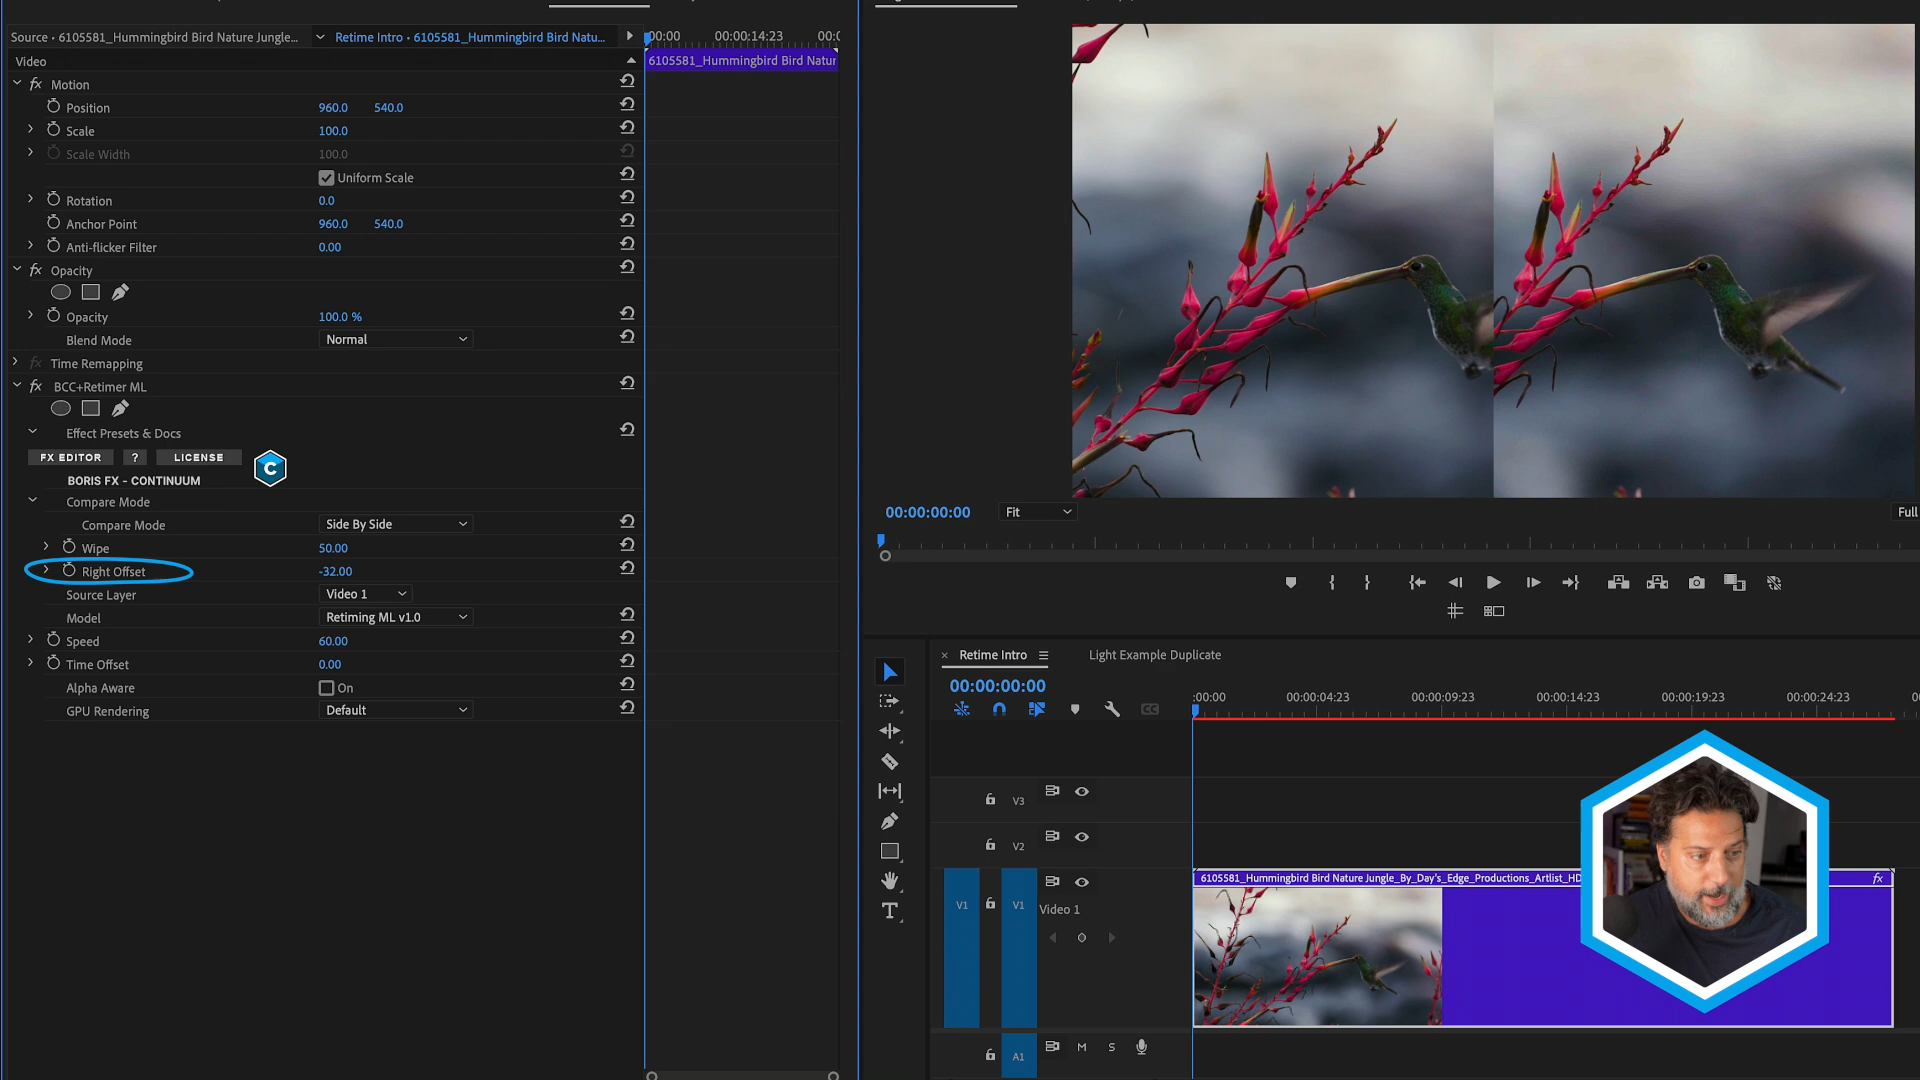 Source • 6105581_Hummingbird Bird Nature Jungle...
Retime Intro • 6105581_Hummingbird Bird Natu...
:00:00
00:00:14:23
00:0
Video
6105581_Hummingbird Bird Natur
fx Motion
Position 960.0 540.0
Scale 100.0
Scale Width 100.0
Uniform Scale
Rotation 0.0
Anchor Point 960.0 540.0
Anti-flicker Filter 0.00
fx Opacity
Opacity 100.0 %
Blend Mode Normal
fx Time Remapping
fx BCC+Retimer ML
Effect Presets & Docs
FX EDITOR ? LICENSE
C
BORIS FX - CONTINUUM
Compare Mode
Compare Mode Side By Side
Wipe 50.00
Right Offset -32.00
Source Layer Video 1
Model Retiming ML v1.0
Speed 60.00
Time Offset 0.00
Alpha Aware On
GPU Rendering Default
00:00:00:00
Fit
Full
× Retime Intro
Light Example Duplicate
00:00:00:00
:00:00 00:00:04:23 00:00:09:23 00:00:14:23 00:00:19:23 00:00:24:23
CC
T
V3
V2
V1 V1 Video 1
6105581_Hummingbird Bird Nature Jungle_By_Day's_Edge_Productions_Artlist_HD
fx
A1 M S